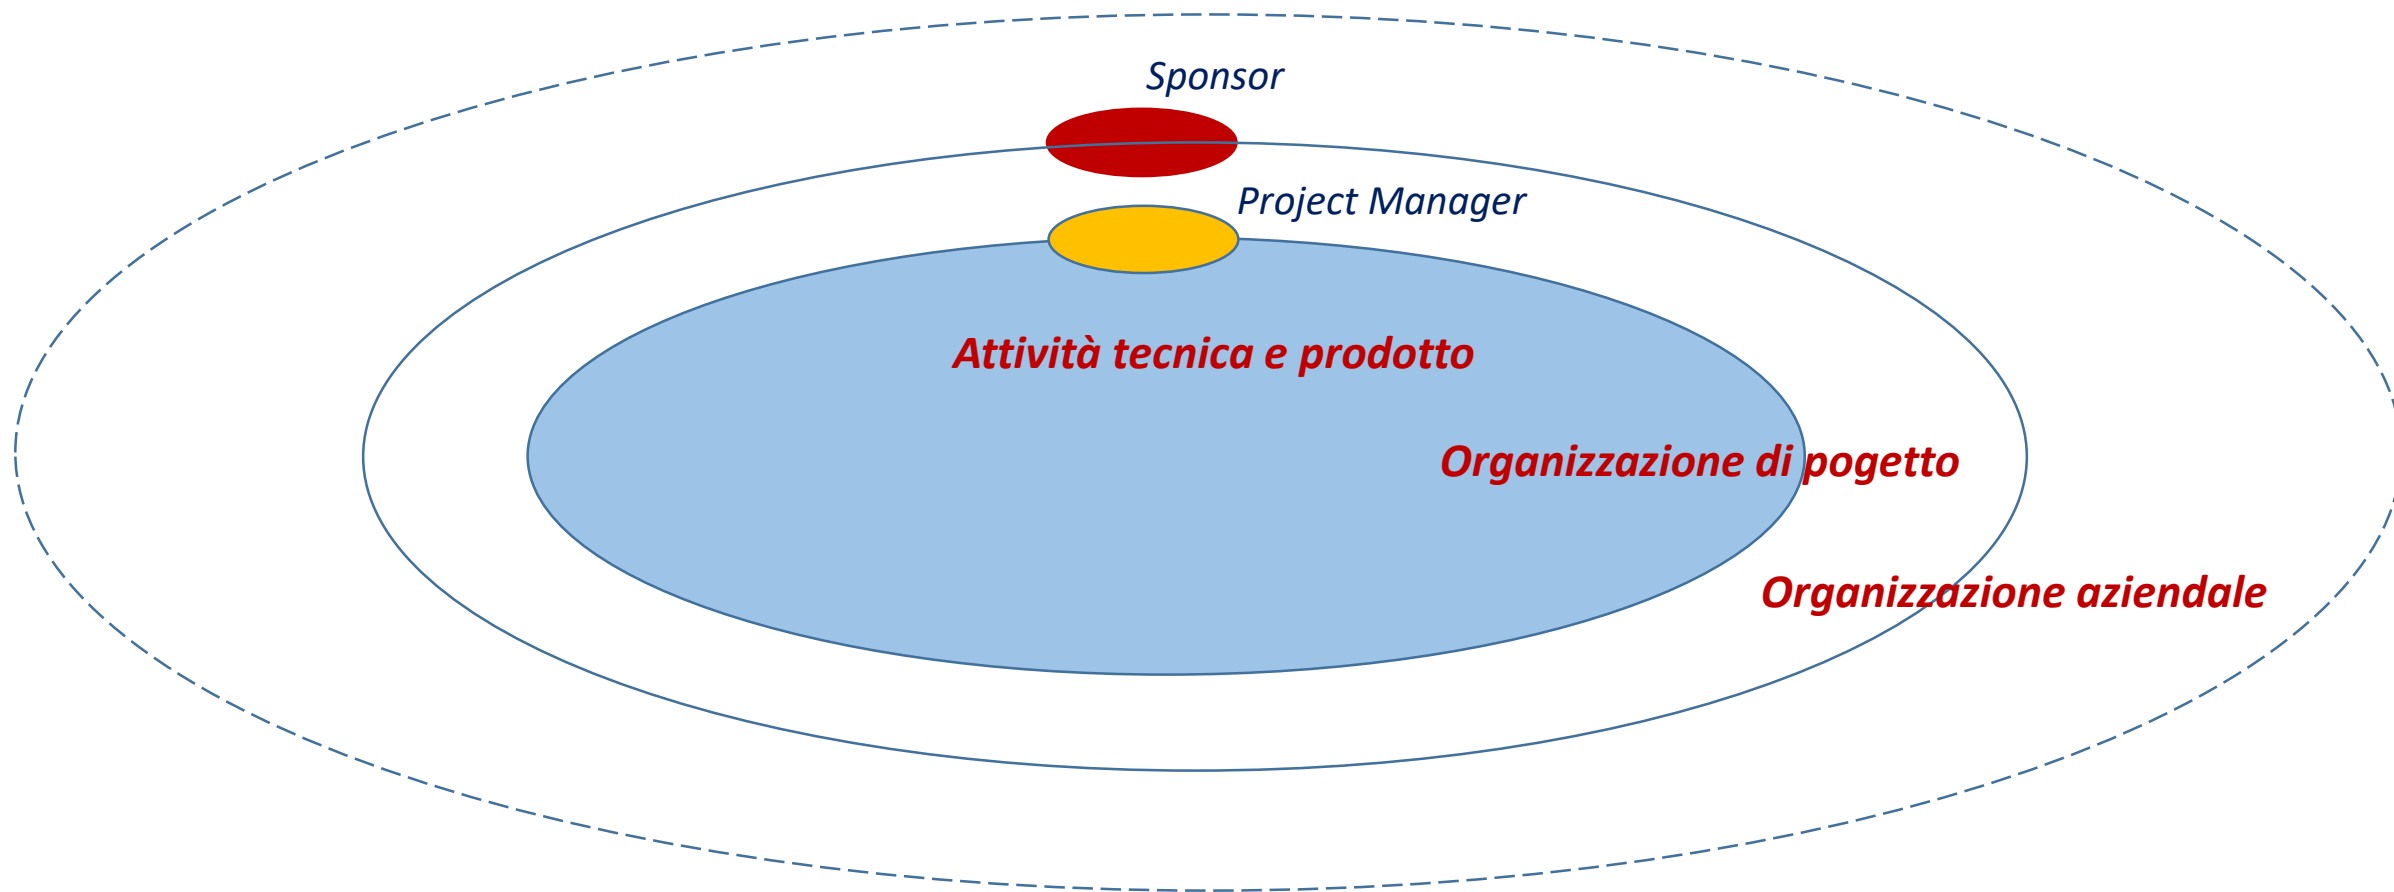 Sponsor
Project Manager
Attività tecnica e prodotto
Organizzazione di pogetto
Organizzazione aziendale